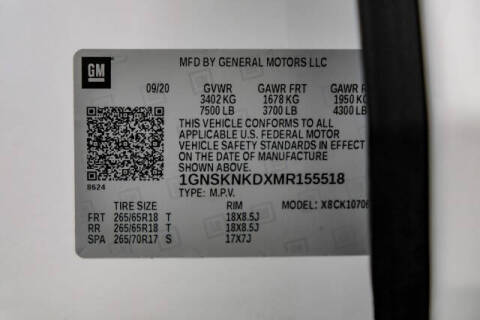 GM
MFD BY GENERAL MOTORS LLC
09/20 GVWR GAWR FRT GAWR R
3402 KG 1678 KG 1950 KG
7500 LB 3700 LB 4300 LB
THIS VEHICLE CONFORMS TO ALL
APPLICABLE U.S. FEDERAL MOTOR
VEHICLE SAFETY STANDARDS IN EFFECT
ON THE DATE OF MANUFACTURE
SHOWN ABOVE.
8624
1GNSKNKDXMR155518
TYPE: M.P.V. MODEL: X8CK10706
TIRE SIZE RIM
FRT 265/65R18 T 18X8.5J
RR 265/65R18 T 18X8.5J
SPA 265/70R17 S 17X7J